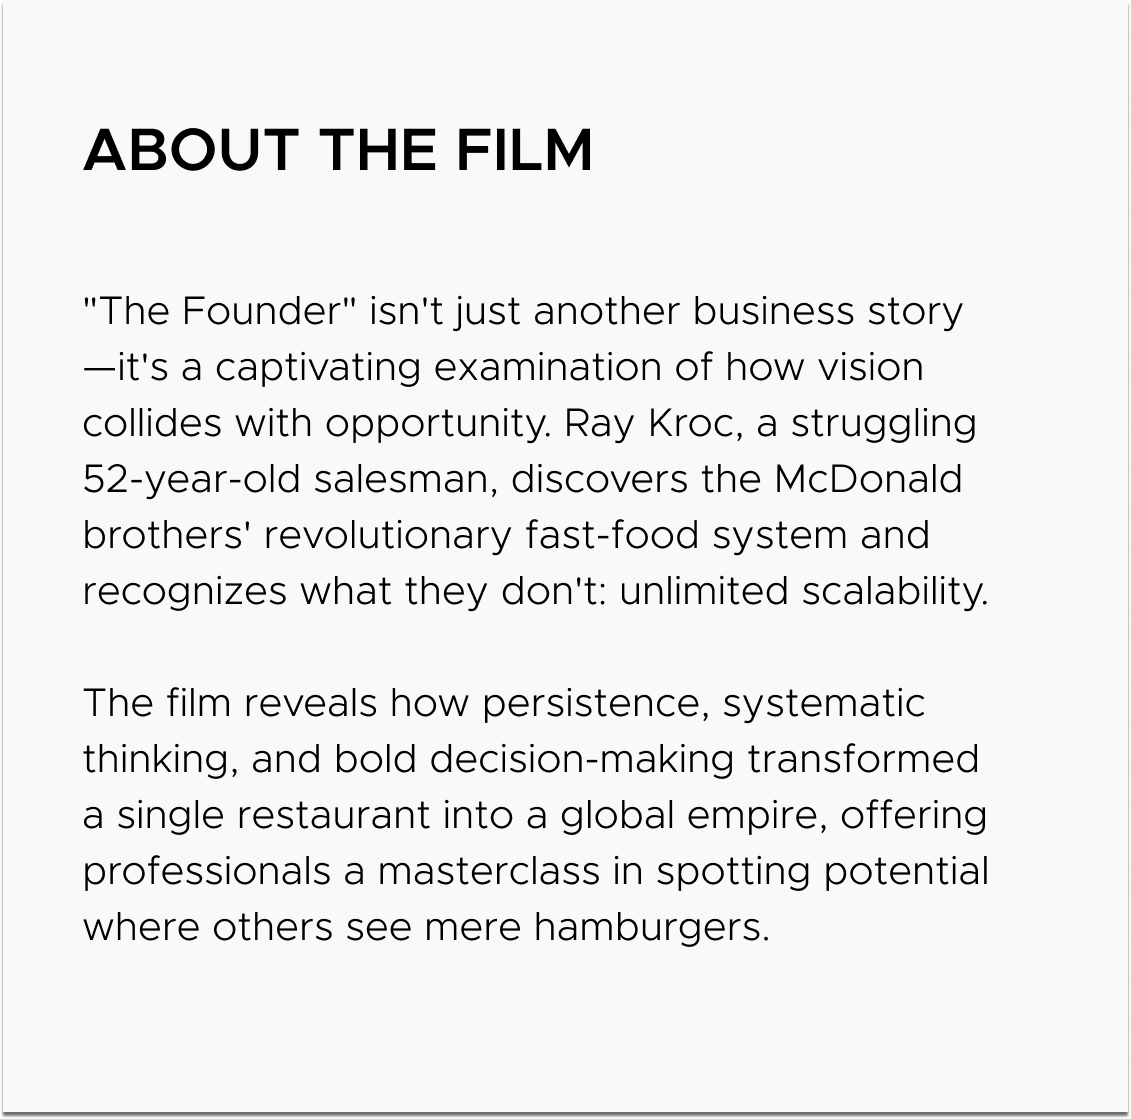 ABOUT THE FILM
"The Founder" isn't just another business story
—it's a captivating examination of how vision
collides with opportunity. Ray Kroc, a struggling
52-year-old salesman, discovers the McDonald
brothers' revolutionary fast-food system and
recognizes what they don't: unlimited scalability.
The film reveals how persistence, systematic
thinking, and bold decision-making transformed
a single restaurant into a global empire, offering
professionals a masterclass in spotting potential
where others see mere hamburgers.